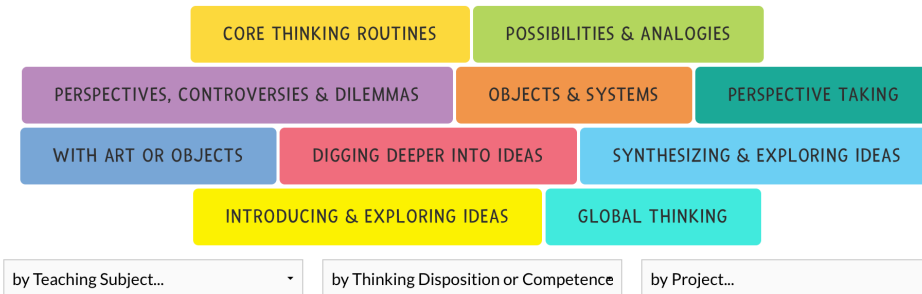 CORE THINKING ROUTINES POSSIBILITIES & ANALOGIES
PERSPECTIVES, CONTROVERSIES & DILEMMAS OBJECTS & SYSTEMS PERSPECTIVE TAKING
WITH ART OR OBJECTS DIGGING DEEPER INTO IDEAS SYNTHESIZING & EXPLORING IDEAS
INTRODUCING & EXPLORING IDEAS GLOBAL THINKING
by Teaching Subject... by Thinking Disposition or Competence by Project...